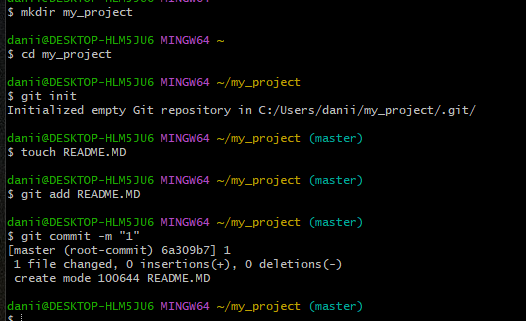 $ mkdir my_project
danii@DESKTOP-HLM5JU6 MINGW64 ~
$ cd my_project
danii@DESKTOP-HLM5JU6 MINGW64 ~/my_project
$ git init
Initialized empty Git repository in C:/Users/danii/my_project/.git/
danii@DESKTOP-HLM5JU6 MINGW64 ~/my_project (master)
$ touch README.MD
danii@DESKTOP-HLM5JU6 MINGW64 ~/my_project (master)
$ git add README.MD
danii@DESKTOP-HLM5JU6 MINGW64 ~/my_project (master)
$ git commit -m "1"
[master (root-commit) 6a309b7] 1
 1 file changed, 0 insertions(+), 0 deletions(-)
 create mode 100644 README.MD
danii@DESKTOP-HLM5JU6 MINGW64 ~/my_project (master)
$